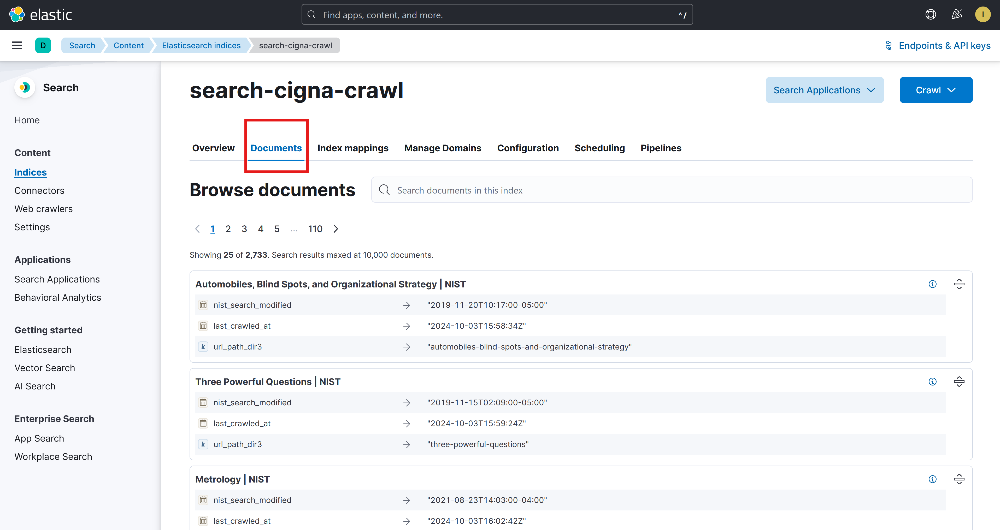 elastic
Find apps, content, and more.
^ /
I
D
Search
Content
Elasticsearch indices
search-cigna-crawl
Endpoints & API keys
Search
Home
Content
Indices
Connectors
Web crawlers
Settings
Applications
Search Applications
Behavioral Analytics
Getting started
Elasticsearch
Vector Search
AI Search
Enterprise Search
App Search
Workplace Search
search-cigna-crawl
Search Applications
Crawl
Overview
Documents
Index mappings
Manage Domains
Configuration
Scheduling
Pipelines
Browse documents
Search documents in this index
1 2 3 4 5 ... 110
Showing 25 of 2,733. Search results maxed at 10,000 documents.
Automobiles, Blind Spots, and Organizational Strategy | NIST
nist_search_modified "2019-11-20T10:17:00-05:00"
last_crawled_at "2024-10-03T15:58:34Z"
k url_path_dir3 "automobiles-blind-spots-and-organizational-strategy"
Three Powerful Questions | NIST
nist_search_modified "2019-11-15T02:09:00-05:00"
last_crawled_at "2024-10-03T15:59:24Z"
k url_path_dir3 "three-powerful-questions"
Metrology | NIST
nist_search_modified "2021-08-23T14:03:00-04:00"
last_crawled_at "2024-10-03T16:02:42Z"